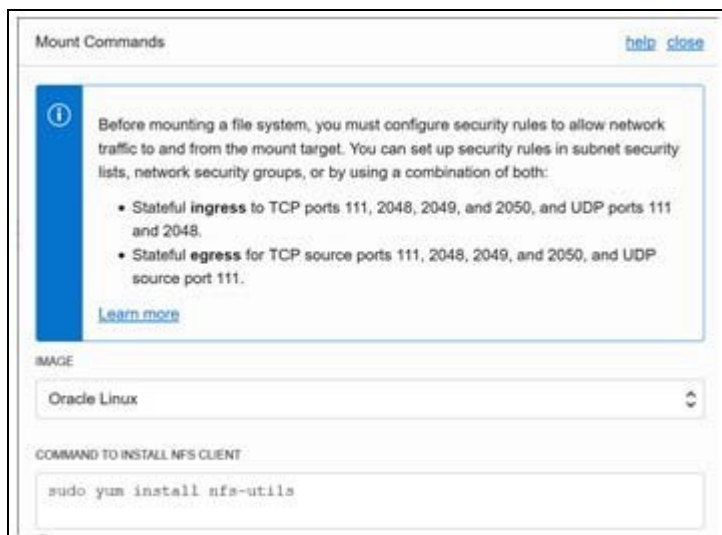 Mount Commands help close
Before mounting a file system, you must configure security rules to allow network
traffic to and from the mount target. You can set up security rules in subnet security
lists, network security groups, or by using a combination of both:
• Stateful ingress to TCP ports 111, 2048, 2049, and 2050, and UDP ports 111
and 2048.
• Stateful egress for TCP source ports 111, 2048, 2049, and 2050, and UDP
source port 111.
Learn more
IMAGE
Oracle Linux
COMMAND TO INSTALL NFS CLIENT
sudo yum install nfs-utils